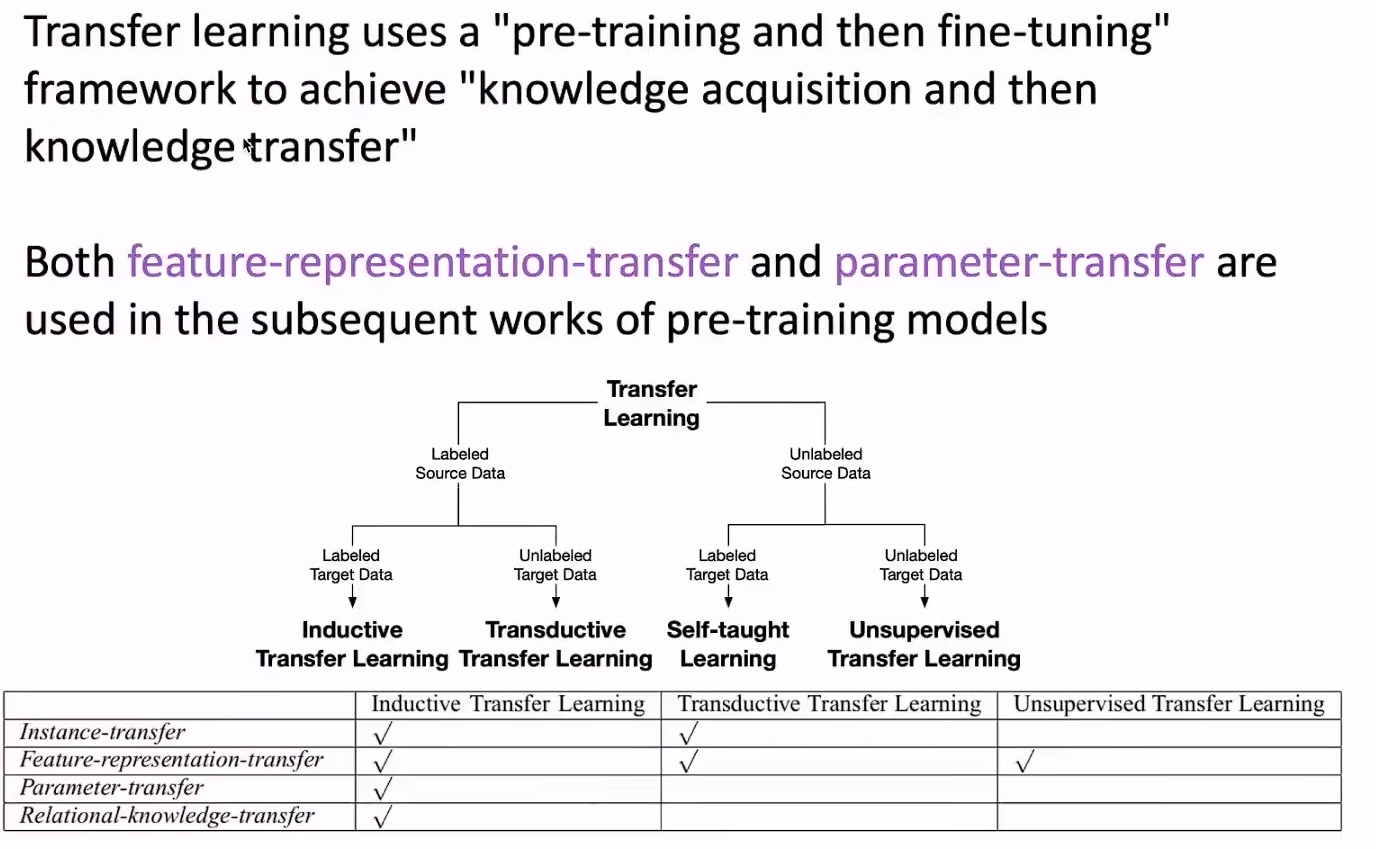 Transfer learning uses a "pre-training and then fine-tuning"
framework to achieve "knowledge acquisition and then
knowledge transfer"
Both feature-representation-transfer and parameter-transfer are
used in the subsequent works of pre-training models
Transfer
Learning
Labeled
Source Data
Unlabeled
Source Data
Labeled
Target Data
Unlabeled
Target Data
Labeled
Target Data
Unlabeled
Target Data
Inductive
Transfer Learning
Transductive
Transfer Learning
Self-taught
Learning
Unsupervised
Transfer Learning
Inductive Transfer Learning Transductive Transfer Learning Unsupervised Transfer Learning
Instance-transfer √ √
Feature-representation-transfer √ √ √
Parameter-transfer √
Relational-knowledge-transfer √